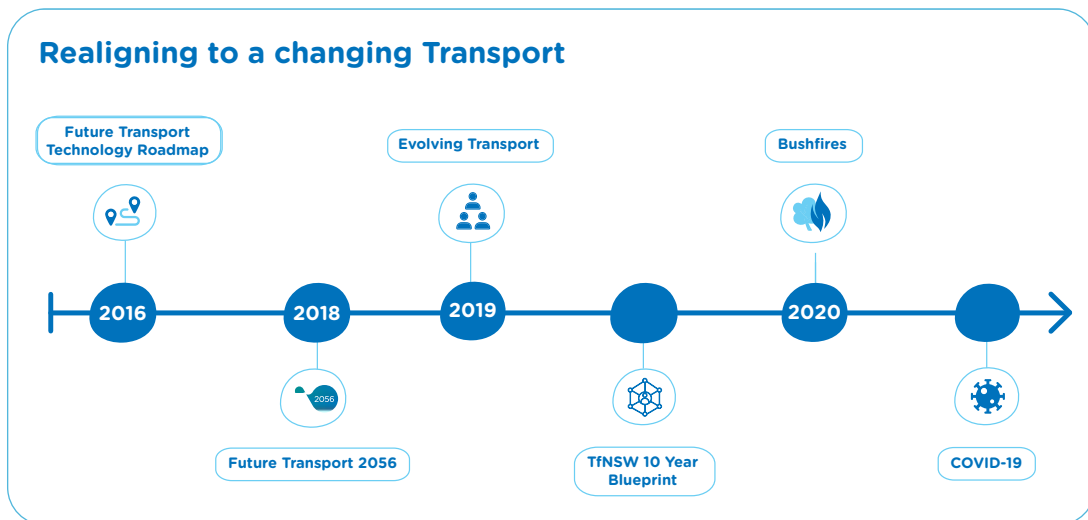 Realigning to a changing Transport
Future Transport
Technology Roadmap
Evolving Transport
Bushfires
2016
2018
2019
2020
2056
Future Transport 2056
TfNSW 10 Year
Blueprint
COVID-19